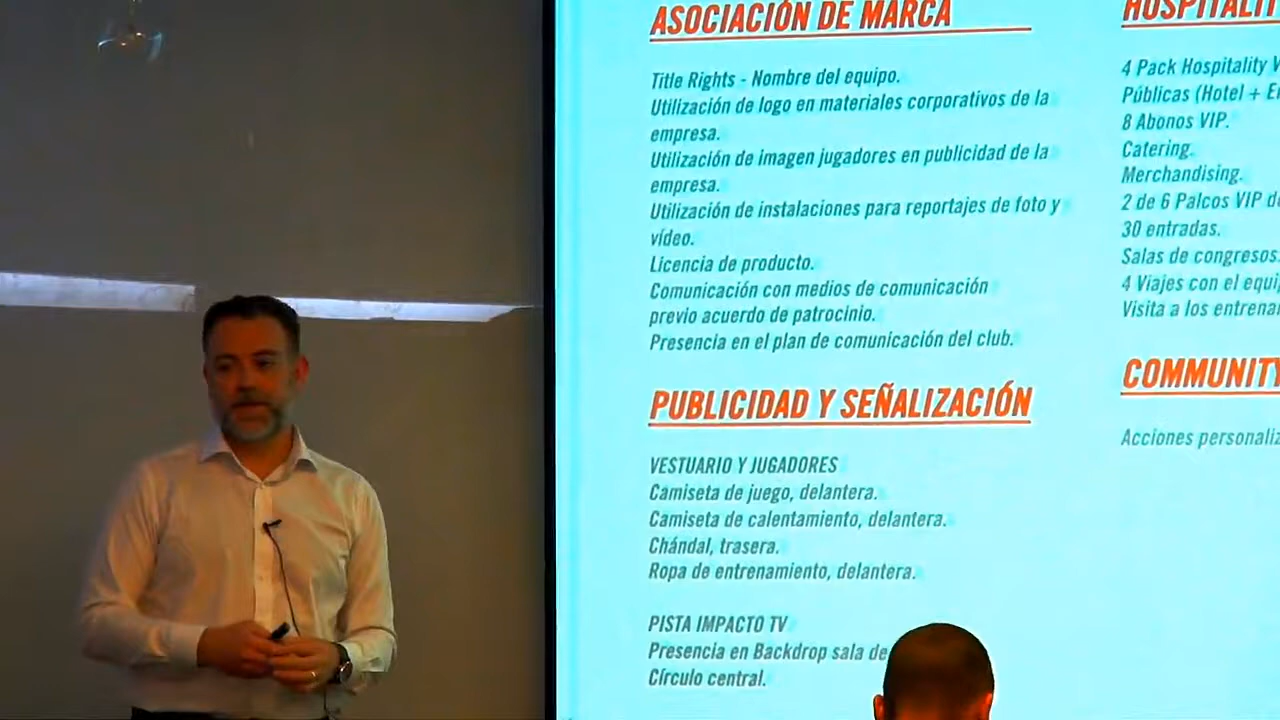 ASOCIACIÓN DE MARCA
Title Rights - Nombre del equipo.
Utilización de logo en materiales corporativos de la
empresa.
Utilización de imagen jugadores en publicidad de la
empresa.
Utilización de instalaciones para reportajes de foto y
vídeo.
Licencia de producto.
Comunicación con medios de comunicación
previo acuerdo de patrocinio.
Presencia en el plan de comunicación del club.
PUBLICIDAD Y SEÑALIZACIÓN
VESTUARIO Y JUGADORES
Camiseta de juego, delantera.
Camiseta de calentamiento, delantera.
Chándal, trasera.
Ropa de entrenamiento, delantera.
PISTA IMPACTO TV
Presencia en Backdrop sala de
Círculo central.
4 Pack Hospitality
Públicas (Hotel +
8 Abonos VIP.
Catering.
Merchandising.
2 de 6 Palcos VIP
30 entradas.
Salas de congresos.
4 Viajes con el
Visita a los
COMMUNITY
Acciones